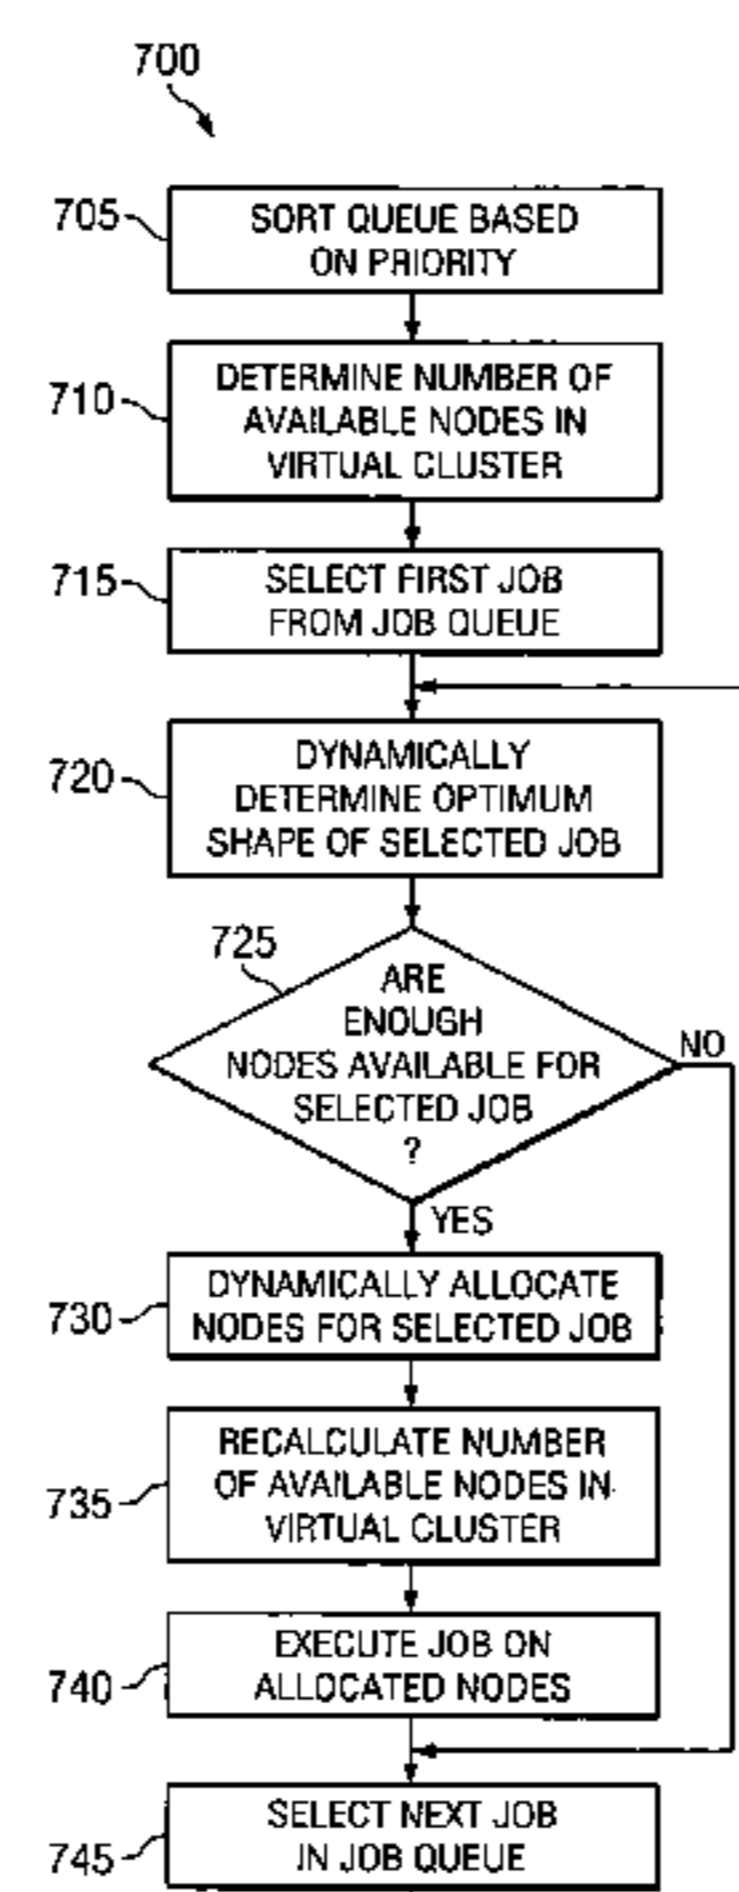 700
705
SORT QUEUE BASED
ON PRIORITY
710
DETERMINE NUMBER OF
AVAILABLE NODES IN
VIRTUAL CLUSTER
715
SELECT FIRST JOB
FROM JOB QUEUE
720
DYNAMICALLY
DETERMINE OPTIMUM
SHAPE OF SELECTED JOB
725
ARE
ENOUGH
NODES AVAILABLE FOR
SELECTED JOB
?
NO
YES
730
DYNAMICALLY ALLOCATE
NODES FOR SELECTED JOB
735
RECALCULATE NUMBER
OF AVAILABLE NODES IN
VIRTUAL CLUSTER
740
EXECUTE JOB ON
ALLOCATED NODES
745
SELECT NEXT JOB
IN JOB QUEUE